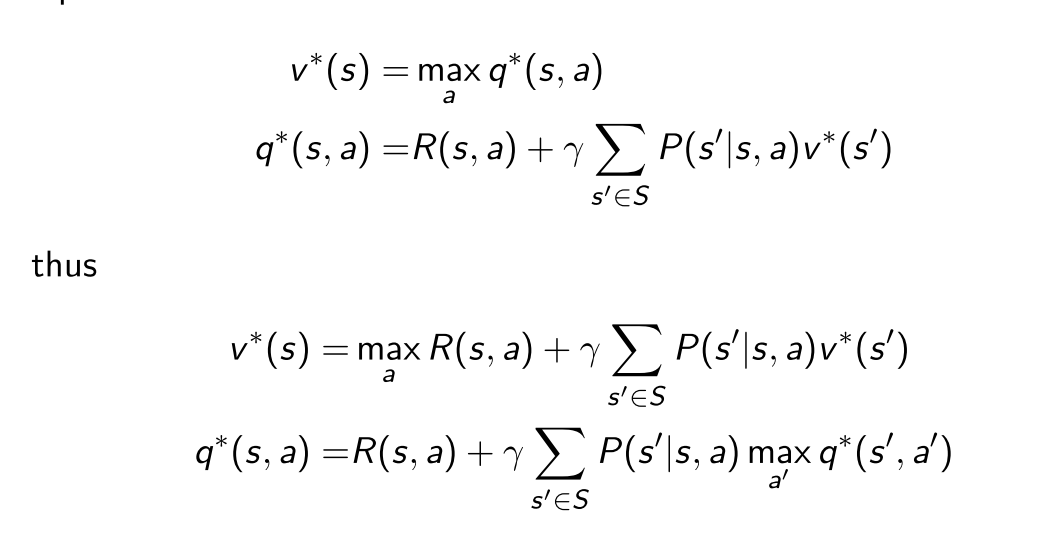 v*(s) = max_a q*(s, a)
q*(s, a) =R(s, a) + γ ∑_{s′∈S} P(s′|s, a)v*(s′)
thus
v*(s) = max_a R(s, a) + γ ∑_{s′∈S} P(s′|s, a)v*(s′)
q*(s, a) =R(s, a) + γ ∑_{s′∈S} P(s′|s, a) max_{a′} q*(s′, a′)